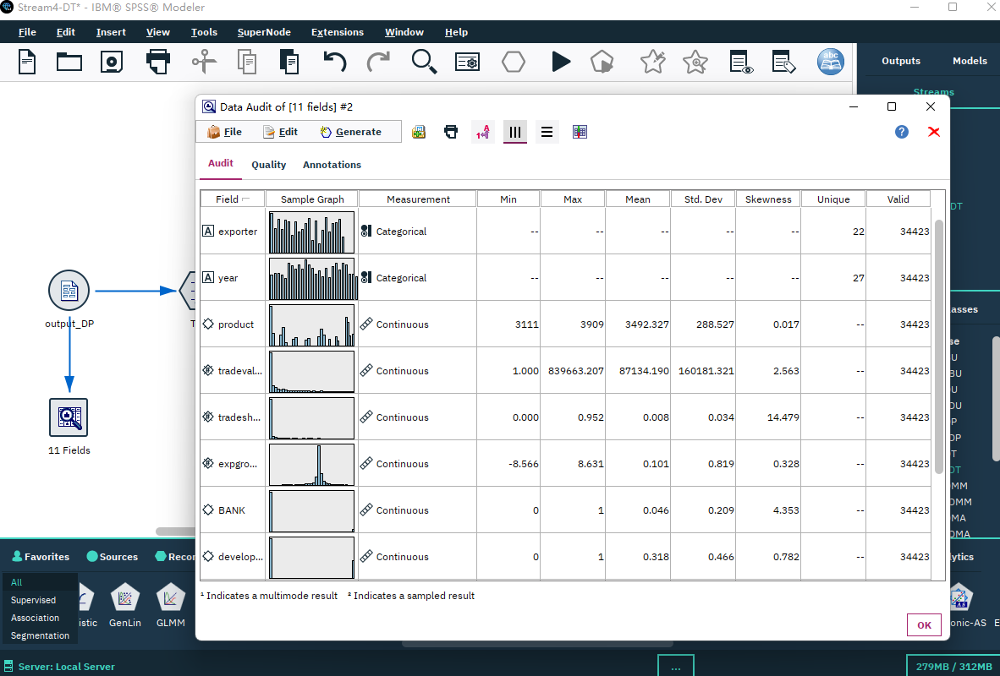 Stream4-DT* - IBM® SPSS® Modeler
File Edit Insert View Tools SuperNode Extensions Window Help
abc
Outputs Models
Streams
Data Audit of [11 fields] #2
File Edit Generate
Audit Quality Annotations
Field Sample Graph Measurement Min Max Mean Std. Dev Skewness Unique Valid
A exporter Categorical -- -- -- -- -- 22 34423
A year Categorical -- -- -- -- -- 27 34423
product Continuous 3111 3909 3492.327 288.527 0.017 -- 34423
tradeval... Continuous 1.000 839663.207 87134.190 160181.321 2.563 -- 34423
tradesh... Continuous 0.000 0.952 0.008 0.034 14.479 -- 34423
expgro... Continuous -8.566 8.631 0.101 0.819 0.328 -- 34423
BANK Continuous 0 1 0.046 0.209 4.353 -- 34423
develop... Continuous 0 1 0.318 0.466 0.782 -- 34423
¹ Indicates a multimode result ² Indicates a sampled result
OK
output_DP
T
11 Fields
DT
asses
se
U
BU
U
OU
P
DP
T
DT
MM
DMM
MA
DMA
Favorites Sources Recor
lytics
All
Supervised
Association
Segmentation
istic GenLin GLMM
onic-AS E
Server: Local Server
...
279MB / 312MB